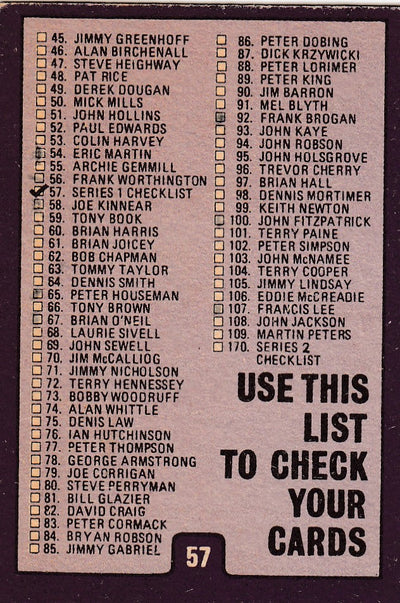 45. JIMMY GREENHOFF
46. ALAN BIRCHENALL
47. STEVE HEIGHWAY
48. PAT RICE
49. DEREK DOUGAN
50. MICK MILLS
51. JOHN HOLLINS
52. PAUL EDWARDS
53. COLIN HARVEY
54. ERIC MARTIN
55. ARCHIE GEMMILL
56. FRANK WORTHINGTON
57. SERIES 1 CHECKLIST
58. JOE KINNEAR
59. TONY BOOK
60. BRIAN HARRIS
61. BRIAN JOICEY
62. BOB CHAPMAN
63. TOMMY TAYLOR
64. DENNIS SMITH
65. PETER HOUSEMAN
66. TONY BROWN
67. BRIAN O'NEIL
68. LAURIE SIVELL
69. JOHN SEWELL
70. JIM McCALLIOG
71. JIMMY NICHOLSON
72. TERRY HENNESSEY
73. BOBBY WOODRUFF
74. ALAN WHITTLE
75. DENIS LAW
76. IAN HUTCHINSON
77. PETER THOMPSON
78. GEORGE ARMSTRONG
79. JOE CORRIGAN
80. STEVE PERRYMAN
81. BILL GLAZIER
82. DAVID CRAIG
83. PETER CORMACK
84. BRYAN ROBSON
85. JIMMY GABRIEL
86. PETER DOBING
87. DICK KRZYWICKI
88. PETER LORIMER
89. PETER KING
90. JIM BARRON
91. MEL BLYTH
92. FRANK BROGAN
93. JOHN KAYE
94. JOHN ROBSON
95. JOHN HOLSGROVE
96. TREVOR CHERRY
97. BRIAN HALL
98. DENNIS MORTIMER
99. KEITH NEWTON
100. JOHN FITZPATRICK
101. TERRY PAINE
102. PETER SIMPSON
103. JOHN McNAMEE
104. TERRY COOPER
105. JIMMY LINDSAY
106. EDDIE McCREADIE
107. FRANCIS LEE
108. JOHN JACKSON
109. MARTIN PETERS
170. SERIES 2
CHECKLIST
USE THIS
LIST
TO CHECK
YOUR
CARDS
57